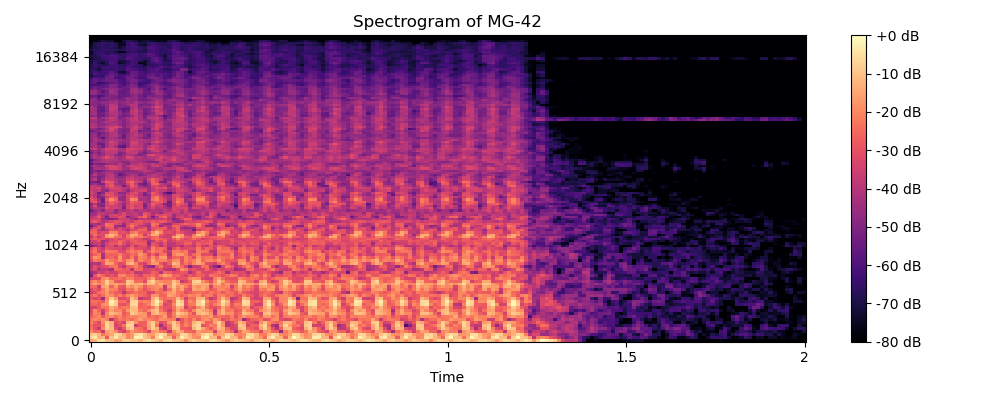 Spectrogram of MG-42
Hz
16384
8192
4096
2048
1024
512
0
0
0.5
1
1.5
2
Time
+0 dB
-10 dB
-20 dB
-30 dB
-40 dB
-50 dB
-60 dB
-70 dB
-80 dB